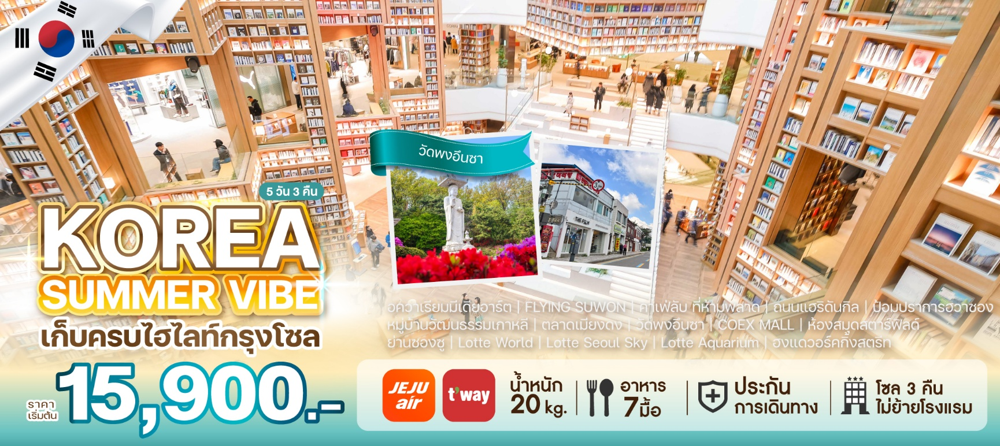 วัดพงอึนซา
THE FILM
5 วัน 3 คืน
KOREA
SUMMER VIBE
เก็บครบไฮไลท์กรุงโซล
ราคา
เริ่มต้น
15,900.-
อควาเรียมมีเดียอาร์ต | FLYING SUWON | คาเฟ่ลับ ที่ห้ามพลาด | ถนนแฮริดันกิล | ป้อมปราการฮวาซอง
หมู่บ้านวัฒนธรรมเกาหลี | ตลาดเมียงดง | วัดพงอึนซา | COEX MALL | ห้องสมุดสตาร์ฟิลด์
ย่านซองซู | Lotte World | Lotte Seoul Sky | Lotte Aquarium | ฮงแดวอร์คกิ้งสตรีท
JEJU
air
t'way
น้ำหนัก
20 kg.
อาหาร
7มื้อ
ประกัน
การเดินทาง
โซล 3 คืน
ไม่ย้ายโรงแรม